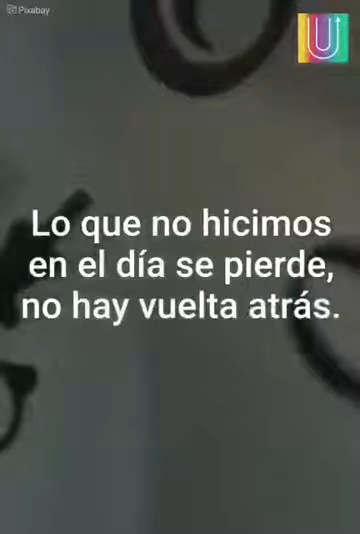 Pixabay
U
Lo que no hicimos
en el día se pierde,
no hay vuelta atrás.